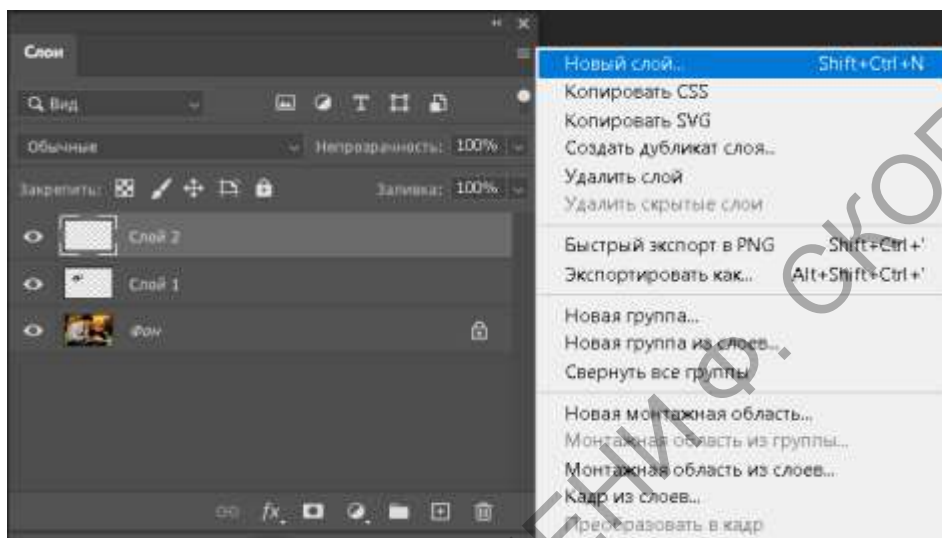 Слои
Вид
Обычные
Непрозрачность: 100%
Закрепить:
Заливка: 100%
Слой 2
Слой 1
Фон
fx
Новый слой... Shift+Ctrl+N
Копировать CSS
Копировать SVG
Создать дубликат слоя...
Удалить слой
Удалить скрытые слои
Быстрый экспорт в PNG Shift+Ctrl+'
Экспортировать как... Alt+Shift+Ctrl+'
Новая группа...
Новая группа из слоев...
Свернуть все группы
Новая монтажная область...
Монтажная область из группы...
Монтажная область из слоев...
Кадр из слоев...
Преобразовать в кадр
ЕНИ Ф. СКОР